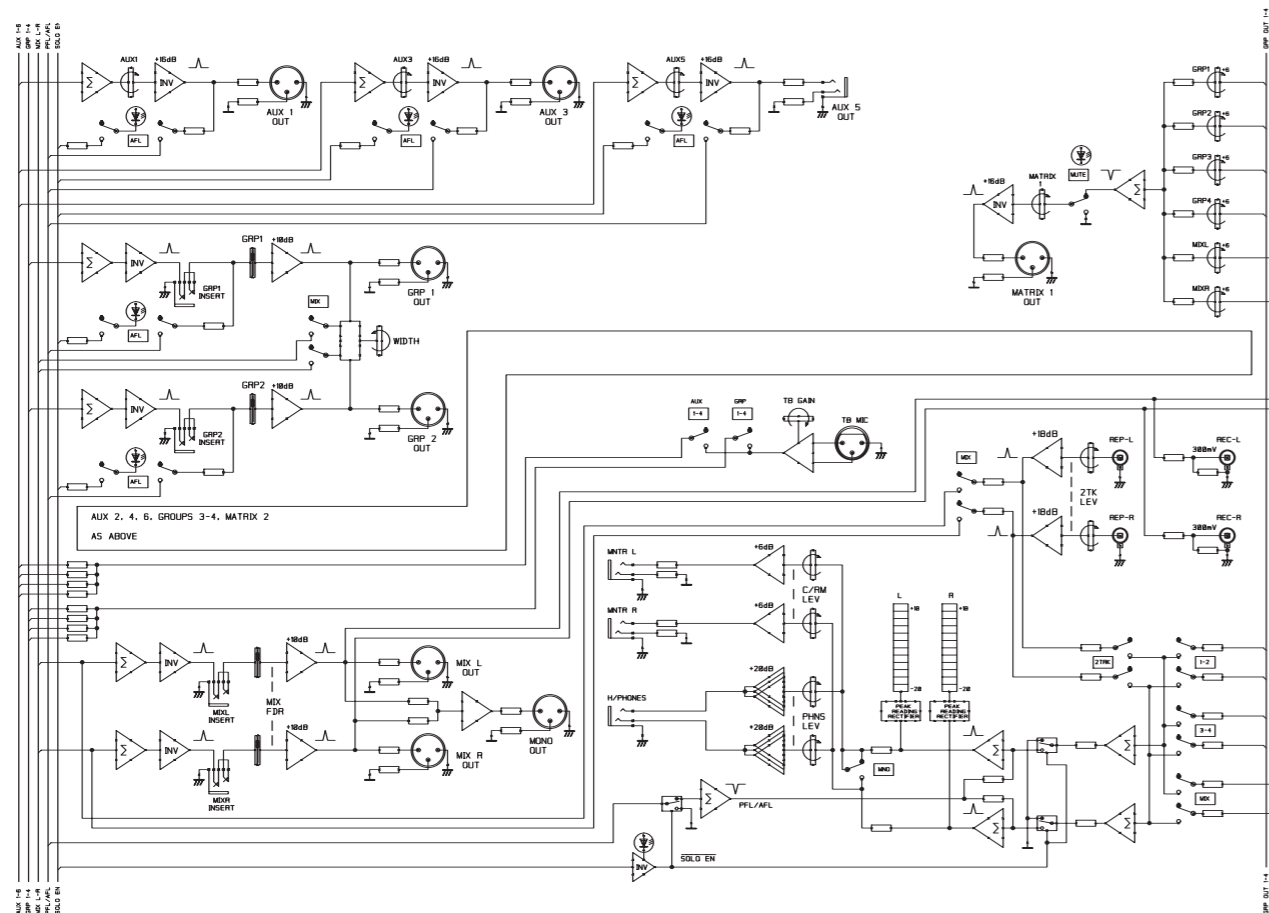 AUX 1-6
GRP 1-4
MIX L-R
PFL/AFL
SOLO EN
GRP OUT 1-4
AUX1
+16dB
INV
Σ
AUX 1
OUT
AFL
AUX3
+16dB
INV
Σ
AUX 3
OUT
AFL
AUX5
+16dB
INV
Σ
AUX 5
OUT
AFL
GRP1
+6
GRP2
+6
GRP3
+6
GRP4
+6
MIXL
+6
MIXR
+6
MUTE
Σ
MATRIX
1
+16dB
INV
MATRIX 1
OUT
Σ
INV
GRP1
INSERT
GRP1
+10dB
GRP 1
OUT
AFL
MIX
WIDTH
Σ
INV
GRP2
INSERT
GRP2
+10dB
GRP 2
OUT
AFL
AUX 2, 4, 6, GROUPS 3-4, MATRIX 2
AS ABOVE
AUX
1-4
GRP
1-4
TB GAIN
TB MIC
MIX
+18dB
REP-L
REC-L
300mV
2TK
LEV
+18dB
REP-R
REC-R
300mV
MNTR L
+6dB
C/RM
LEV
MNTR R
+6dB
H/PHONES
+20dB
PHNS
LEV
+20dB
L
+18
-20
PEAK
READING
RECTIFIER
R
+18
-20
PEAK
READING
RECTIFIER
2TRK
1-2
3-4
MIX
MNO
Σ
Σ
Σ
Σ
Σ
PFL/AFL
INV
SOLO EN
Σ
INV
MIXL
INSERT
+10dB
MIX
FDR
MIX L
OUT
MONO
OUT
Σ
INV
MIXR
INSERT
+10dB
MIX R
OUT
AUX 1-6
GRP 1-4
MIX L-R
PFL/AFL
SOLO EN
GRP OUT 1-4